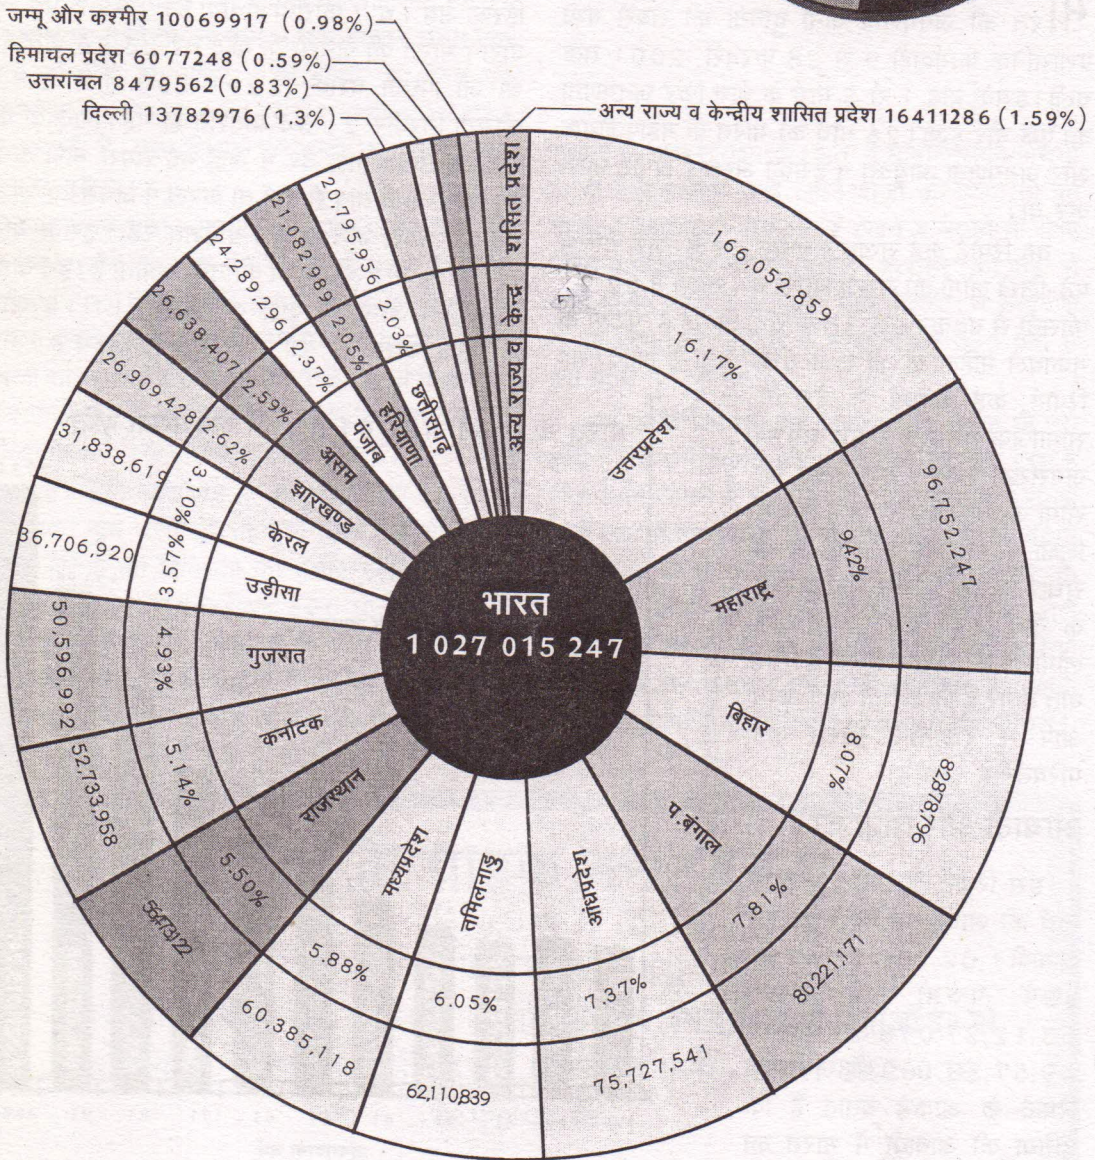 जम्मू और कश्मीर 10069917 (0.98%)
हिमाचल प्रदेश 6077248 (0.59%)
उत्तरांचल 8479562 (0.83%)
दिल्ली 13782976 (1.3%)
अन्य राज्य व केन्द्रीय शासित प्रदेश 16411286 (1.59%)
अन्य राज्य व केन्द्र शासित प्रदेश
166,052,859
16.17%
उत्तरप्रदेश
96,752,247
9.42%
महाराष्ट्र
82878,796
8.07%
बिहार
80221,171
7.81%
प.बंगाल
75,727,541
7.37%
आंध्रप्रदेश
62,110,839
6.05%
तमिलनाडु
60,385,118
5.88%
मध्यप्रदेश
56473122
5.50%
राजस्थान
52,733,958
5.14%
कर्नाटक
50,596,992
4.93%
गुजरात
36,706,920
3.57%
उड़ीसा
31,838,619
3.10%
केरल
26,909,428
2.62%
झारखण्ड
26,638,407
2.59%
असम
24,289,296
2.37%
पंजाब
21,082,989
2.05%
हरियाणा
20,795,956
2.03%
छत्तीसगढ़
भारत
1 027 015 247